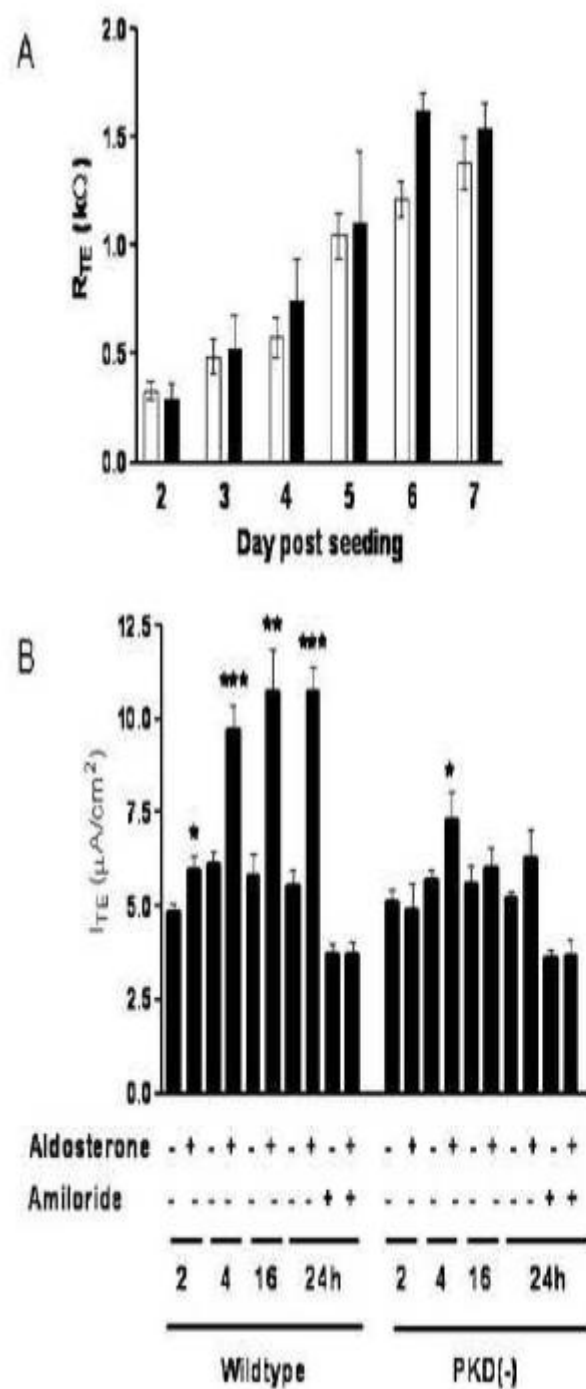 A
R_TE (kΩ)
2.0
1.5
1.0
0.5
0.0
2 3 4 5 6 7
Day post seeding
B
I_TE (μA/cm²)
12.5
10.0
7.5
5.0
2.5
0.0
* *** ** *** *
Aldosterone - + - + - + - + - + - + - + - + - + - +
Amiloride - - - - - - - - + + - - - - - - - - + +
2 4 16 24h 2 4 16 24h
Wildtype PKD(-)